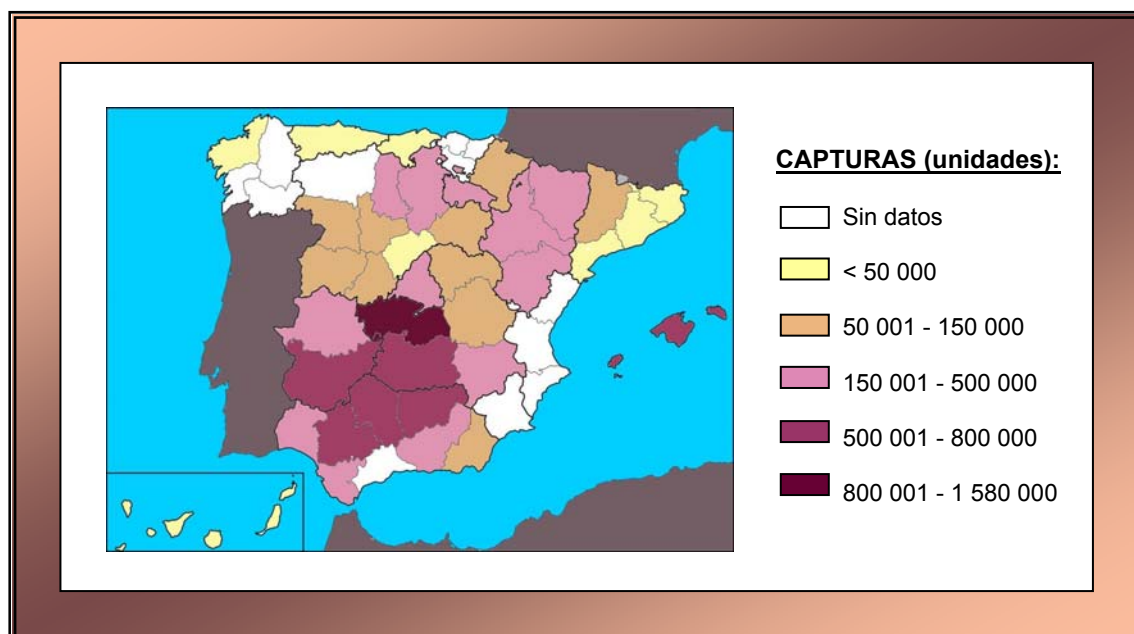 CAPTURAS (unidades):
Sin datos
< 50 000
50 001 - 150 000
150 001 - 500 000
500 001 - 800 000
800 001 - 1 580 000